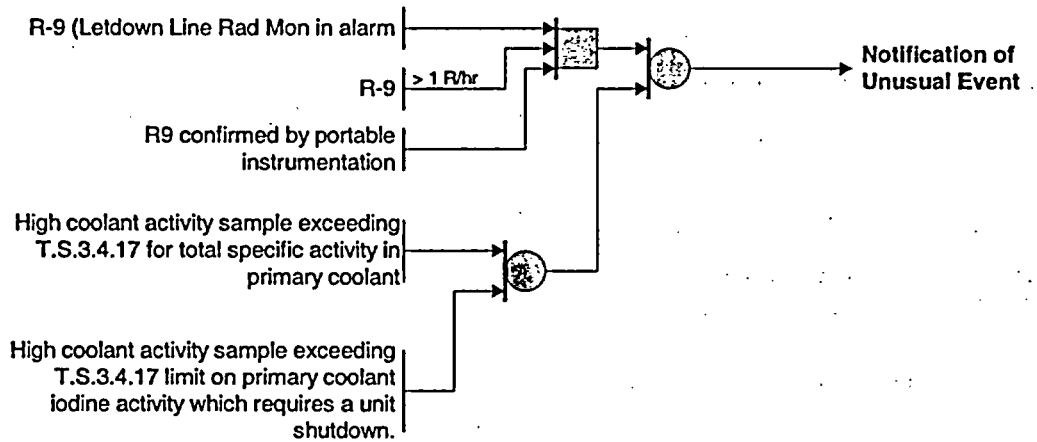 R-9 (Letdown Line Rad Mon in alarm
R-9
> 1 R/hr
R9 confirmed by portable
instrumentation
Notification of
Unusual Event
High coolant activity sample exceeding
T.S.3.4.17 for total specific activity in
primary coolant
High coolant activity sample exceeding
T.S.3.4.17 limit on primary coolant
iodine activity which requires a unit
shutdown.